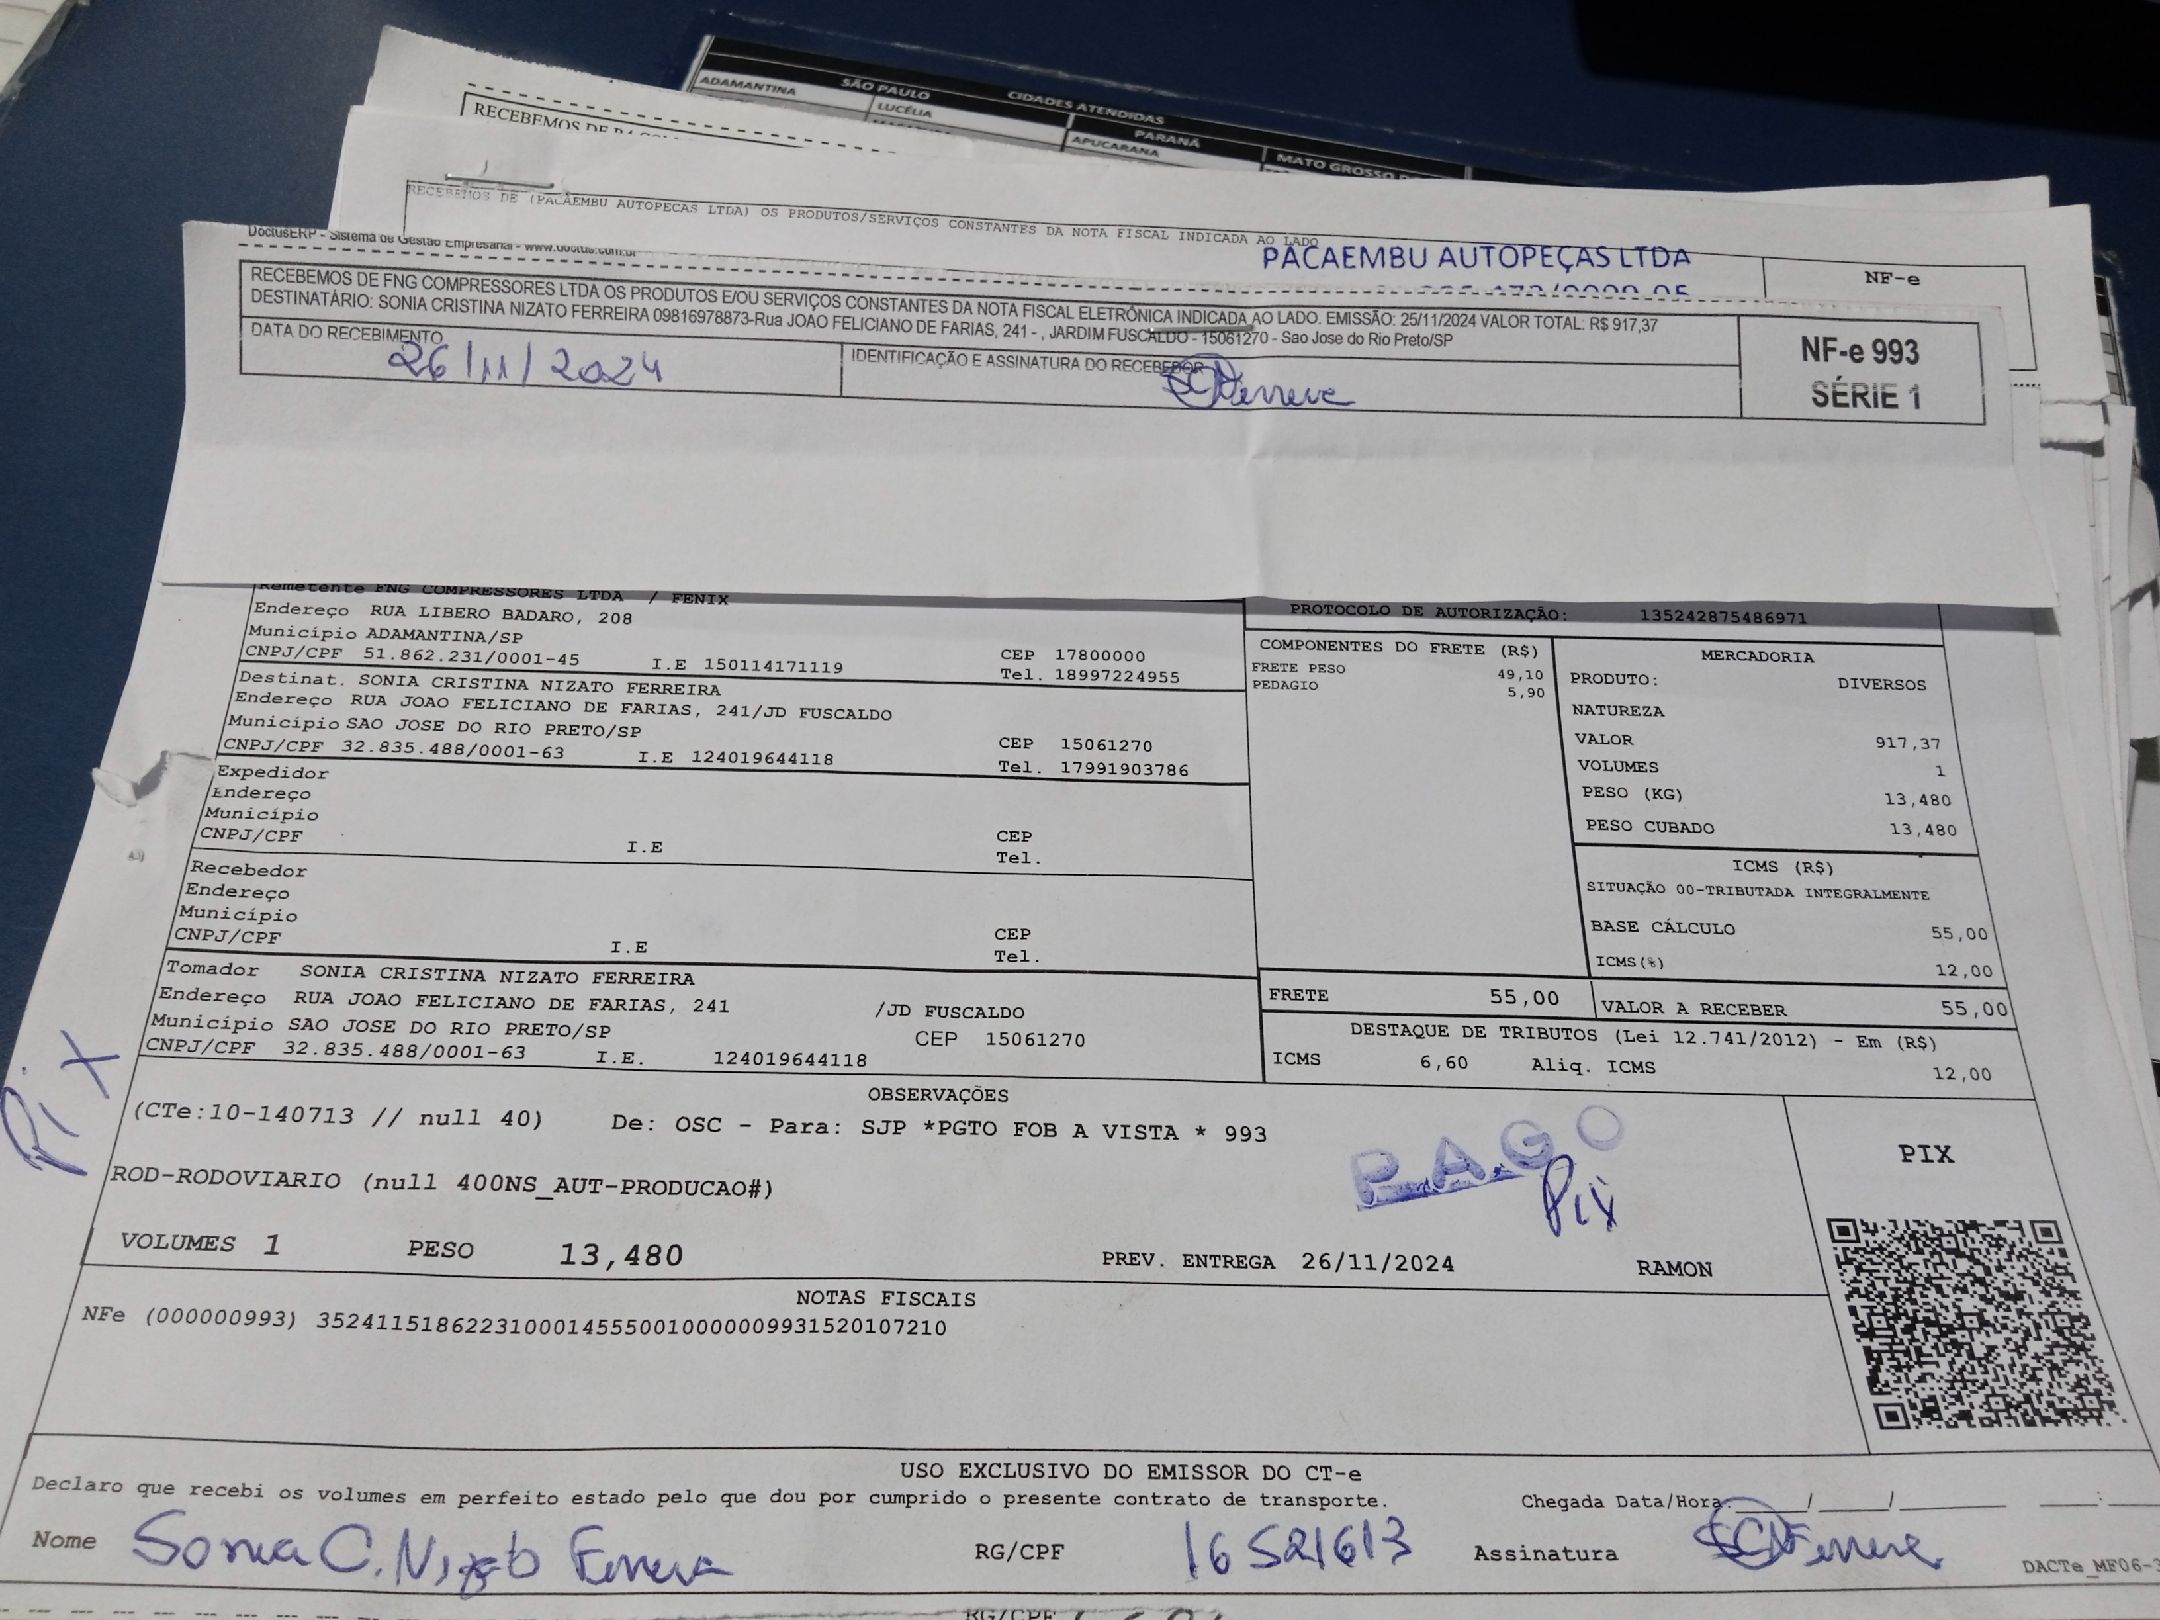 ADAMANTINA
SÃO PAULO
LUCÉLIA
CIDADES ATENDIDAS
PARANÁ
APUCARANA
MATO GROSSO
RECEBEMOS DE
RECEBEMOS DE (PACAEMBU AUTOPECAS LTDA) OS PRODUTOS/SERVIÇOS CONSTANTES DA NOTA FISCAL INDICADA AO LADO
PACAEMBU AUTOPEÇAS LTDA
NF-e
DoctusERP - Sistema de Gestão Empresarial - www.doctus.com.br
RECEBEMOS DE FNG COMPRESSORES LTDA OS PRODUTOS E/OU SERVIÇOS CONSTANTES DA NOTA FISCAL ELETRÔNICA INDICADA AO LADO. EMISSÃO: 25/11/2024 VALOR TOTAL: R$ 917,37
DESTINATÁRIO: SONIA CRISTINA NIZATO FERREIRA 09816978873-Rua JOAO FELICIANO DE FARIAS, 241 - , JARDIM FUSCALDO - 15061270 - Sao Jose do Rio Preto/SP
DATA DO RECEBIMENTO
26/11/2024
IDENTIFICAÇÃO E ASSINATURA DO RECEBEDOR
NF-e 993
SÉRIE 1
Remetente FNG COMPRESSORES LTDA / FENIX
Endereço RUA LIBERO BADARO, 208
Município ADAMANTINA/SP
CNPJ/CPF 51.862.231/0001-45 I.E 150114171119
CEP 17800000
Tel. 18997224955
Destinat. SONIA CRISTINA NIZATO FERREIRA
Endereço RUA JOAO FELICIANO DE FARIAS, 241/JD FUSCALDO
Município SAO JOSE DO RIO PRETO/SP
CNPJ/CPF 32.835.488/0001-63 I.E 124019644118
CEP 15061270
Tel. 17991903786
Expedidor
Endereço
Município
CNPJ/CPF I.E
CEP
Tel.
Recebedor
Endereço
Município
CNPJ/CPF I.E
CEP
Tel.
Tomador SONIA CRISTINA NIZATO FERREIRA
Endereço RUA JOAO FELICIANO DE FARIAS, 241 /JD FUSCALDO
Município SAO JOSE DO RIO PRETO/SP CEP 15061270
CNPJ/CPF 32.835.488/0001-63 I.E. 124019644118
PROTOCOLO DE AUTORIZAÇÃO: 135242875486971
COMPONENTES DO FRETE (R$)
FRETE PESO 49,10
PEDAGIO 5,90
MERCADORIA
PRODUTO: DIVERSOS
NATUREZA
VALOR 917,37
VOLUMES 1
PESO (KG) 13,480
PESO CUBADO 13,480
ICMS (R$)
SITUAÇÃO 00-TRIBUTADA INTEGRALMENTE
BASE CÁLCULO 55,00
ICMS(%) 12,00
FRETE 55,00
VALOR A RECEBER 55,00
DESTAQUE DE TRIBUTOS (Lei 12.741/2012) - Em (R$)
ICMS 6,60 Aliq. ICMS 12,00
Pix
OBSERVAÇÕES
(CTe:10-140713 // null 40) De: OSC - Para: SJP *PGTO FOB A VISTA * 993
PAGO
Pix
PIX
ROD-RODOVIARIO (null 400NS_AUT-PRODUCAO#)
VOLUMES 1 PESO 13,480 PREV. ENTREGA 26/11/2024 RAMON
NOTAS FISCAIS
NFe (000000993) 35241151862231000145550010000009931520107210
USO EXCLUSIVO DO EMISSOR DO CT-e
Declaro que recebi os volumes em perfeito estado pelo que dou por cumprido o presente contrato de transporte.
Chegada Data/Hora: / /
Nome Sonia C. Nizato Ferreira RG/CPF 16521613 Assinatura
DACTe_MF06-
RG/CPF